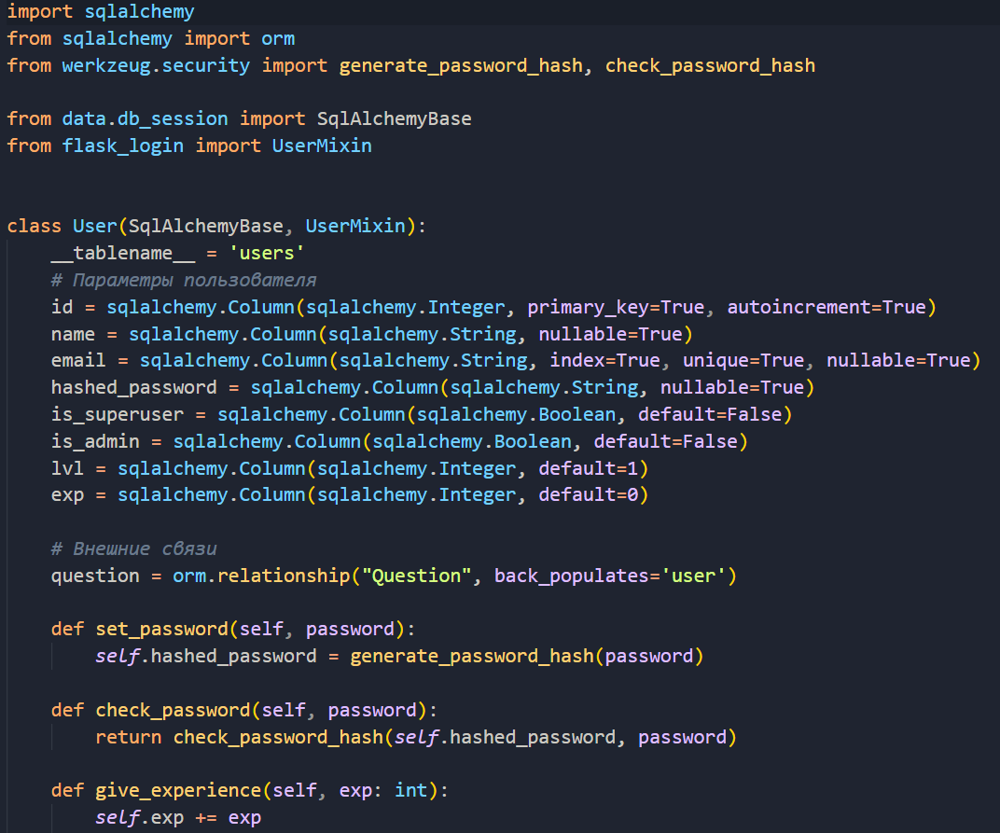 import sqlalchemy
from sqlalchemy import orm
from werkzeug.security import generate_password_hash, check_password_hash

from data.db_session import SqlAlchemyBase
from flask_login import UserMixin


class User(SqlAlchemyBase, UserMixin):
    __tablename__ = 'users'
    # Параметры пользователя
    id = sqlalchemy.Column(sqlalchemy.Integer, primary_key=True, autoincrement=True)
    name = sqlalchemy.Column(sqlalchemy.String, nullable=True)
    email = sqlalchemy.Column(sqlalchemy.String, index=True, unique=True, nullable=True)
    hashed_password = sqlalchemy.Column(sqlalchemy.String, nullable=True)
    is_superuser = sqlalchemy.Column(sqlalchemy.Boolean, default=False)
    is_admin = sqlalchemy.Column(sqlalchemy.Boolean, default=False)
    lvl = sqlalchemy.Column(sqlalchemy.Integer, default=1)
    exp = sqlalchemy.Column(sqlalchemy.Integer, default=0)

    # Внешние связи
    question = orm.relationship("Question", back_populates='user')

    def set_password(self, password):
        self.hashed_password = generate_password_hash(password)

    def check_password(self, password):
        return check_password_hash(self.hashed_password, password)

    def give_experience(self, exp: int):
        self.exp += exp